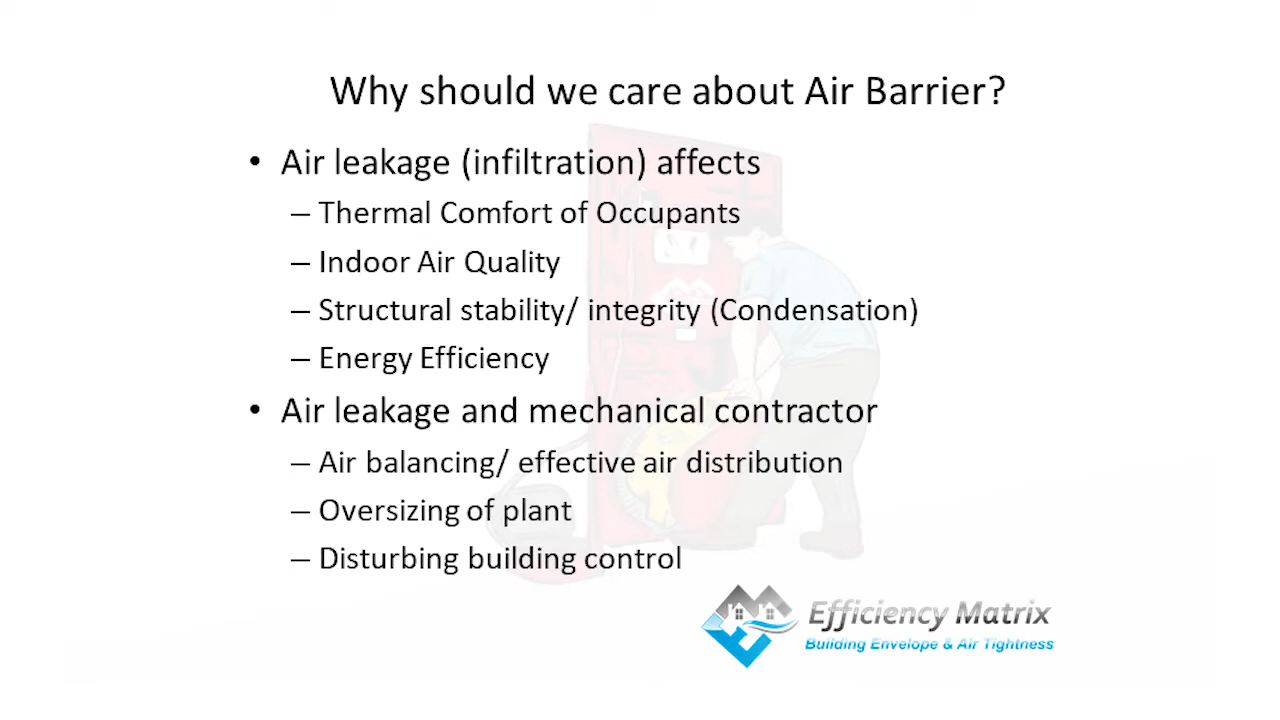 Why should we care about Air Barrier?
• Air leakage (infiltration) affects
– Thermal Comfort of Occupants
– Indoor Air Quality
– Structural stability/ integrity (Condensation)
– Energy Efficiency
• Air leakage and mechanical contractor
– Air balancing/ effective air distribution
– Oversizing of plant
– Disturbing building control
Efficiency Matrix
Building Envelope & Air Tightness